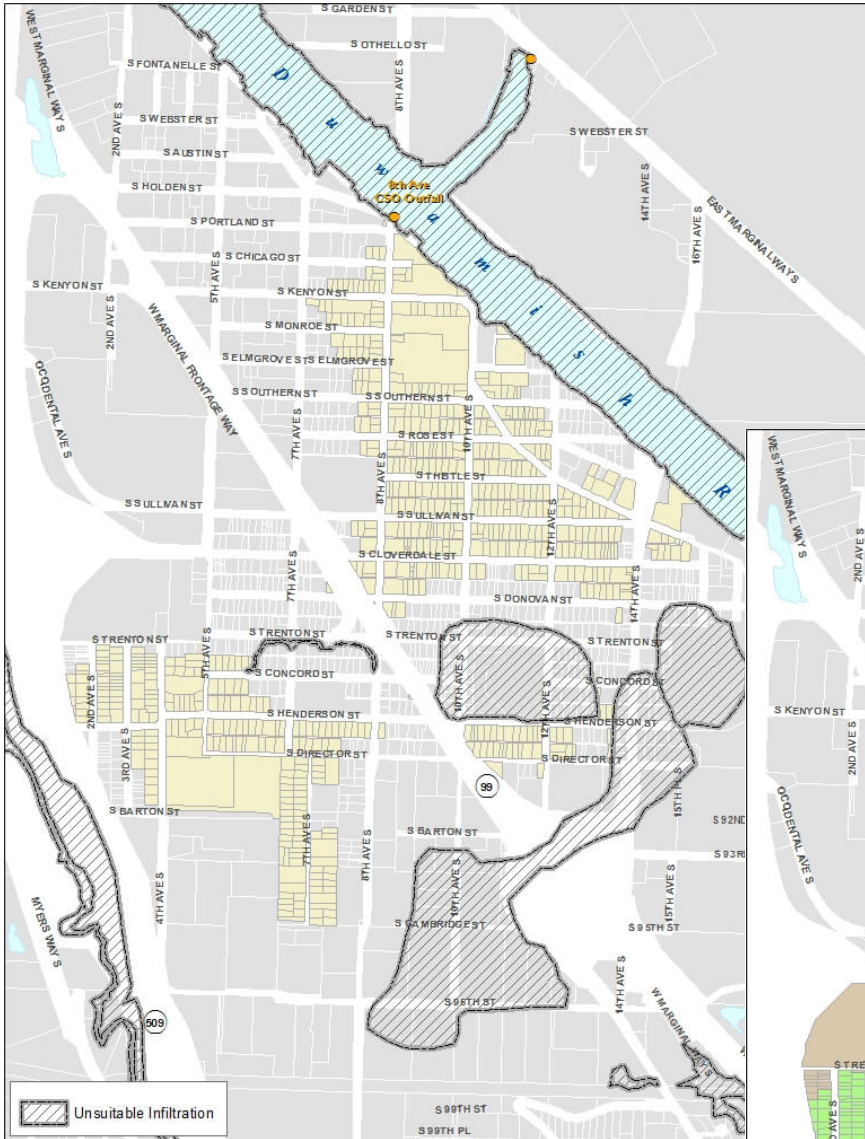 S GARDEN ST
S OTHELLO ST
WEST MARGINAL WAY S
S FONTANELLE ST
8TH AVE S
2ND AVE S
S WEBSTER ST
S WEBSTER ST
S AUSTIN ST
Duwamish R
S HOLDEN ST
8th Ave
CSO Outfall
14TH AVE S
EAST MARGINAL WAY S
16TH AVE S
S PORTLAND ST
5TH AVE S
S CHICAGO ST
S KENYON ST
S KENYON ST
2ND AVE S
S MONROE ST
W MARGINAL FRONTAGE WAY
S ELMGROVE ST
S ELMGROVE ST
OCCIDENTAL AVE S
S SOUTHERN ST
S SOUTHERN ST
7TH AVE S
S ROSE ST
10TH AVE S
8TH AVE S
S THISTLE ST
S SULLIVAN ST
S SULLIVAN ST
12TH AVE S
S CLOVERDALE ST
7TH AVE S
14TH AVE S
S DONOVAN ST
S TRENTON ST
S TRENTON ST
S TRENTON ST
S TRENTON ST
5TH AVE S
S CONCORD ST
S CONCORD ST
2ND AVE S
10TH AVE S
12TH AVE S
S HENDERSON ST
S HENDERSON ST
3RD AVE S
S DIRECTOR ST
S DIRECTOR ST
99
15TH PL S
S BARTON ST
S BARTON ST
7TH AVE S
S 92ND
S 93R
8TH AVE S
10TH AVE S
4TH AVE S
15TH AVE S
MYERS WAY S
S CAMBRIDGE ST
S 95TH ST
14TH AVE S
W MARGINAL WAY S
S 96TH ST
509
Unsuitable Infiltration
S 99TH ST
S 99TH PL
WEST MARGINAL WAY S
2ND AVE S
S KENYON ST
2ND AVE S
OCCIDENTAL AVE S
S TRE
D AVE S